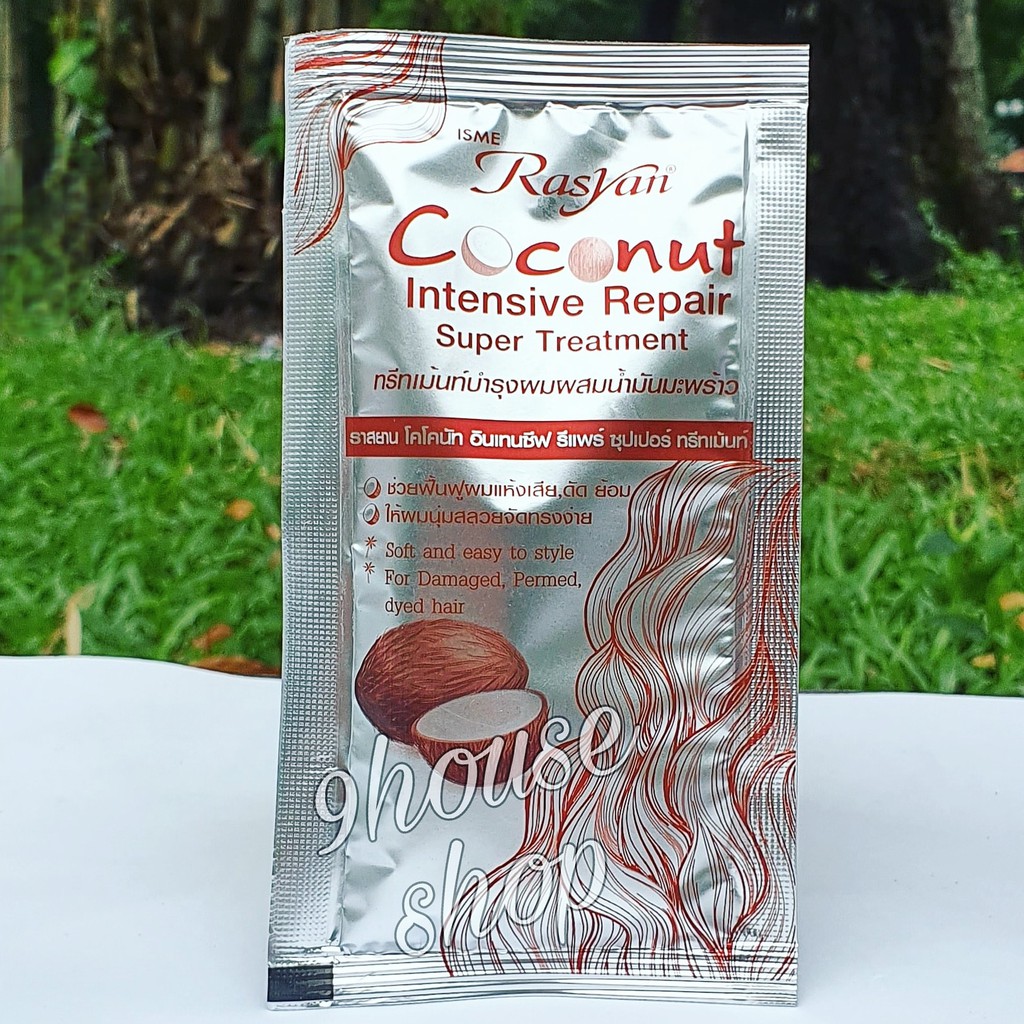 ISME
Rasyan®
Coconut
Intensive Repair
Super Treatment
ทรีทเม้นท์บำรุงผมผสมน้ำมันมะพร้าว
ราสยาน โคโคนัท อินเทนซีฟ รีแพร์ ซุปเปอร์ ทรีทเม้นท์
ช่วยฟื้นฟูผมแห้งเสีย,ดัด ย้อม
ให้ผมนุ่มสลวยจัดทรงง่าย
* Soft and easy to style
* For Damaged, Permed,
dyed hair
9house
shop